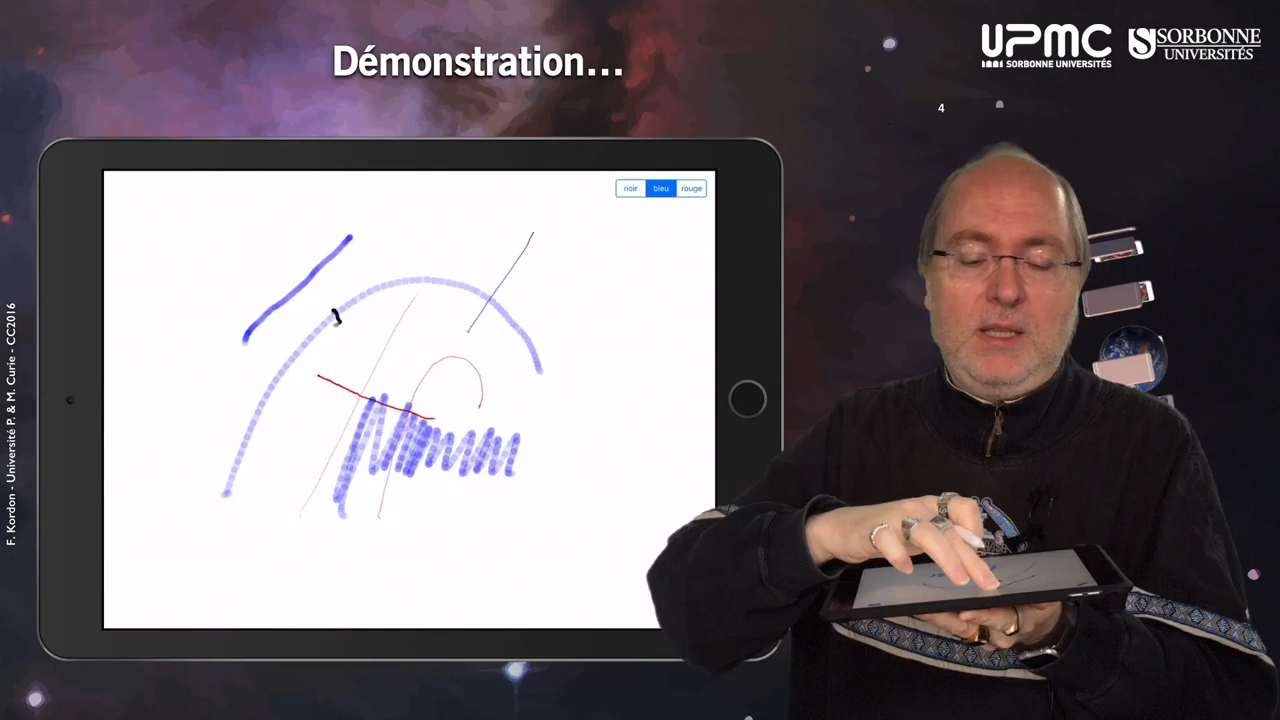 Démonstration...
UPMC
SORBONNE UNIVERSITÉS
SORBONNE
UNIVERSITÉS
4
noir bleu rouge
F. Kordon - Université P. & M. Curie - CC2016